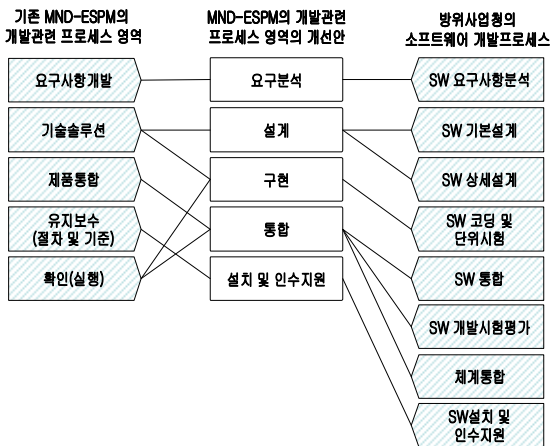 기존 MND-ESPM의
개발관련 프로세스 영역
MND-ESPM의 개발관련
프로세스 영역의 개선안
방위사업청의
소프트웨어 개발프로세스
요구사항개발
요구분석
SW 요구사항분석
기술솔루션
설계
SW 기본설계
제품통합
구현
SW 상세설계
유지보수
(절차 및 기준)
통합
SW 코딩 및
단위시험
확인(실행)
설치 및 인수지원
SW 통합
SW 개발시험평가
체계통합
SW설치 및
인수지원